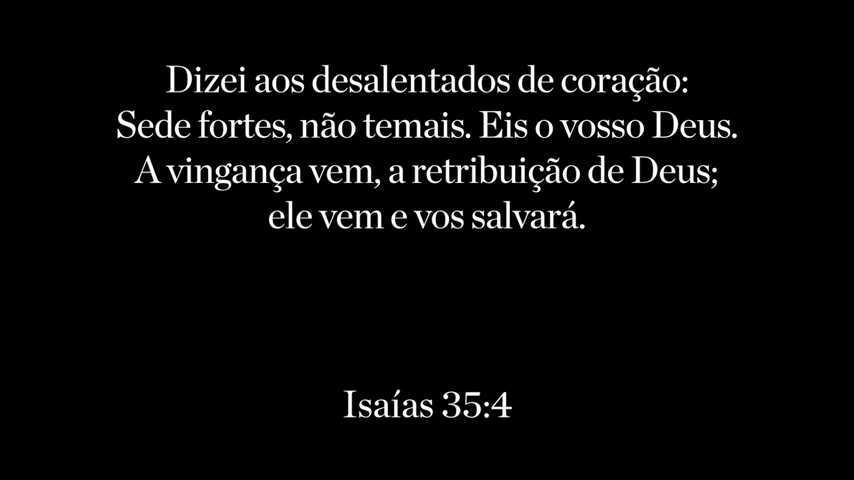 Dizei aos desalentados de coração:
Sede fortes, não temais. Eis o vosso Deus.
A vingança vem, a retribuição de Deus;
ele vem e vos salvará.
Isaías 35:4